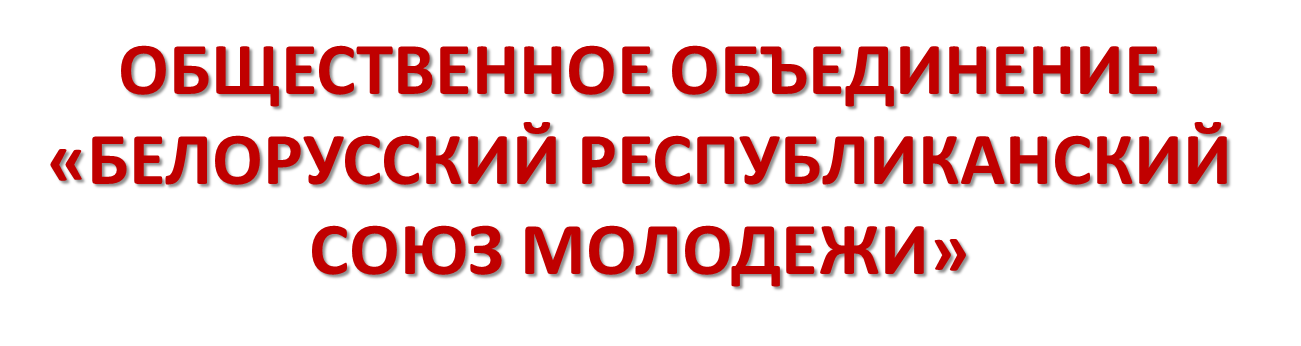 ОБЩЕСТВЕННОЕ ОБЪЕДИНЕНИЕ
«БЕЛОРУССКИЙ РЕСПУБЛИКАНСКИЙ
СОЮЗ МОЛОДЕЖИ»